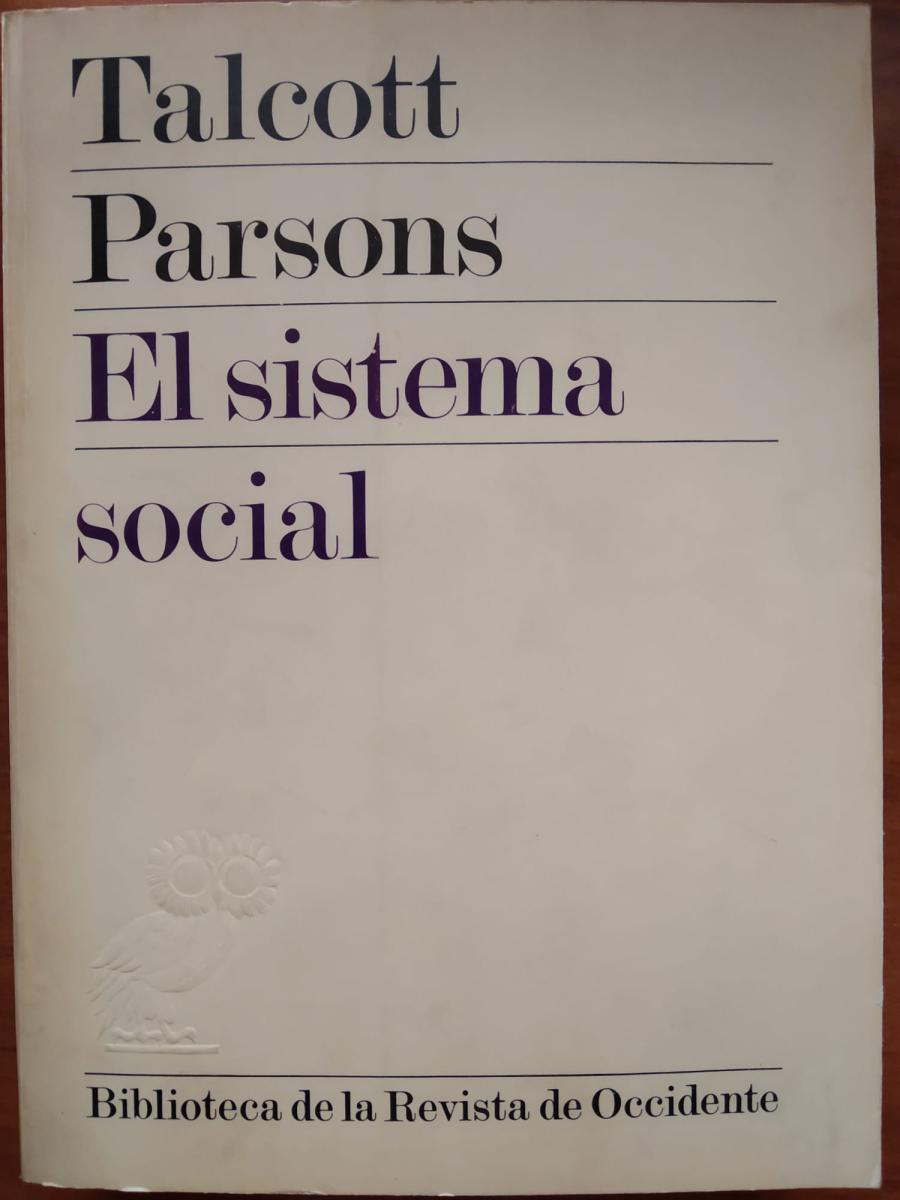 Talcott
Parsons
El sistema
social
Biblioteca de la Revista de Occidente